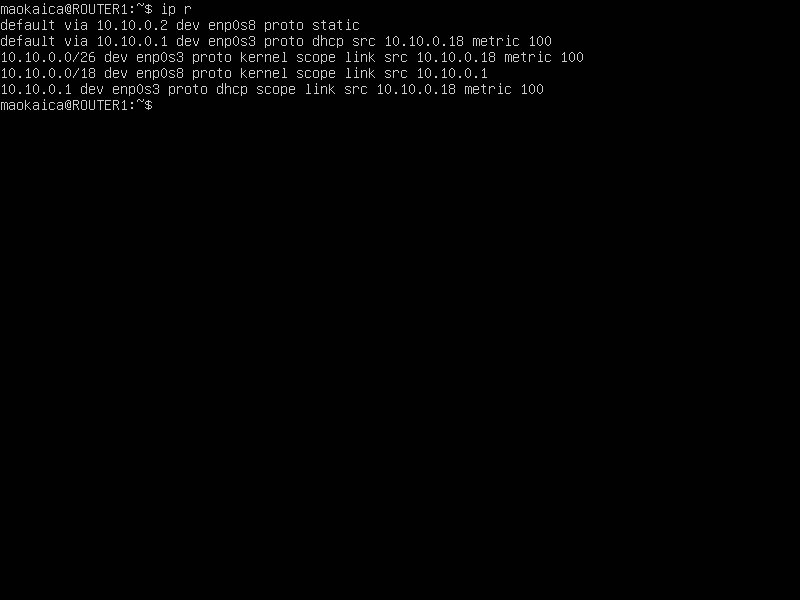 maokaica@ROUTER1:~$ ip r
default via 10.10.0.2 dev enp0s8 proto static
default via 10.10.0.1 dev enp0s3 proto dhcp src 10.10.0.18 metric 100
10.10.0.0/26 dev enp0s3 proto kernel scope link src 10.10.0.18 metric 100
10.10.0.0/18 dev enp0s8 proto kernel scope link src 10.10.0.1
10.10.0.1 dev enp0s3 proto dhcp scope link src 10.10.0.18 metric 100
maokaica@ROUTER1:~$